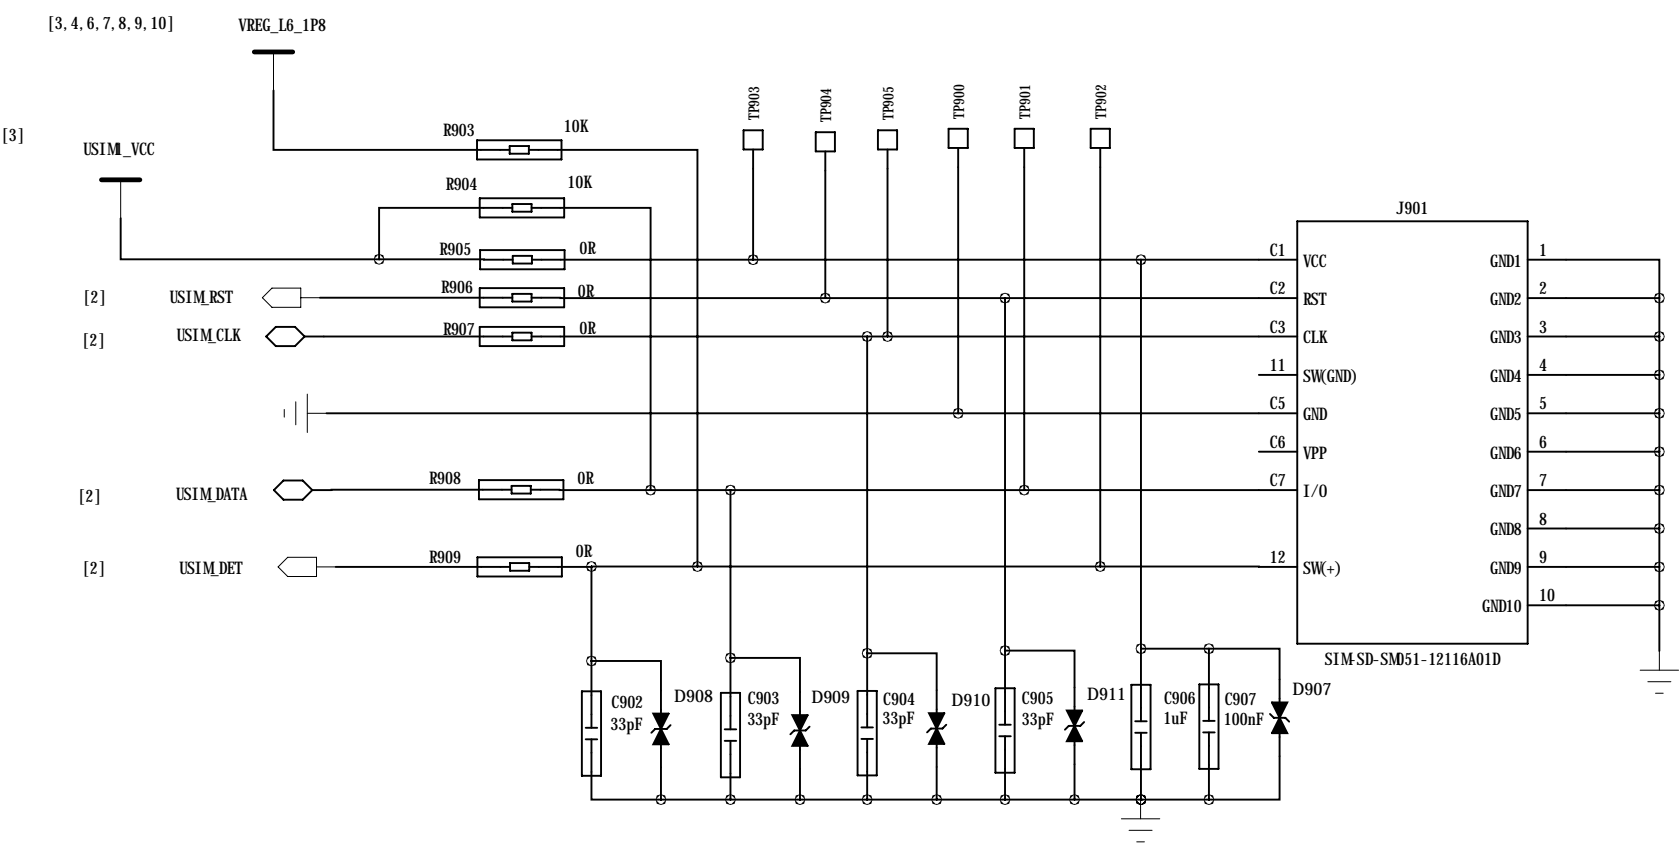 [3,4,6,7,8,9,10] VREG_L6_1P8
[3]
USIM1_VCC
R903 10K
R904 10K
R905 0R
[2] USIM_RST R906 0R
[2] USIM_CLK R907 0R
[2] USIM_DATA R908 0R
[2] USIM_DET R909 0R
TP903
TP904
TP905
TP900
TP901
TP902
J901
C1 VCC GND1 1
C2 RST GND2 2
C3 CLK GND3 3
11 SW(GND) GND4 4
C5 GND GND5 5
C6 VPP GND6 6
C7 I/O GND7 7
GND8 8
12 SW(+) GND9 9
GND10 10
SIM-SD-SM051-12116A01D
C902
33pF
D908
C903
33pF
D909
C904
33pF
D910
C905
33pF
D911
C906
1uF
C907
100nF
D907